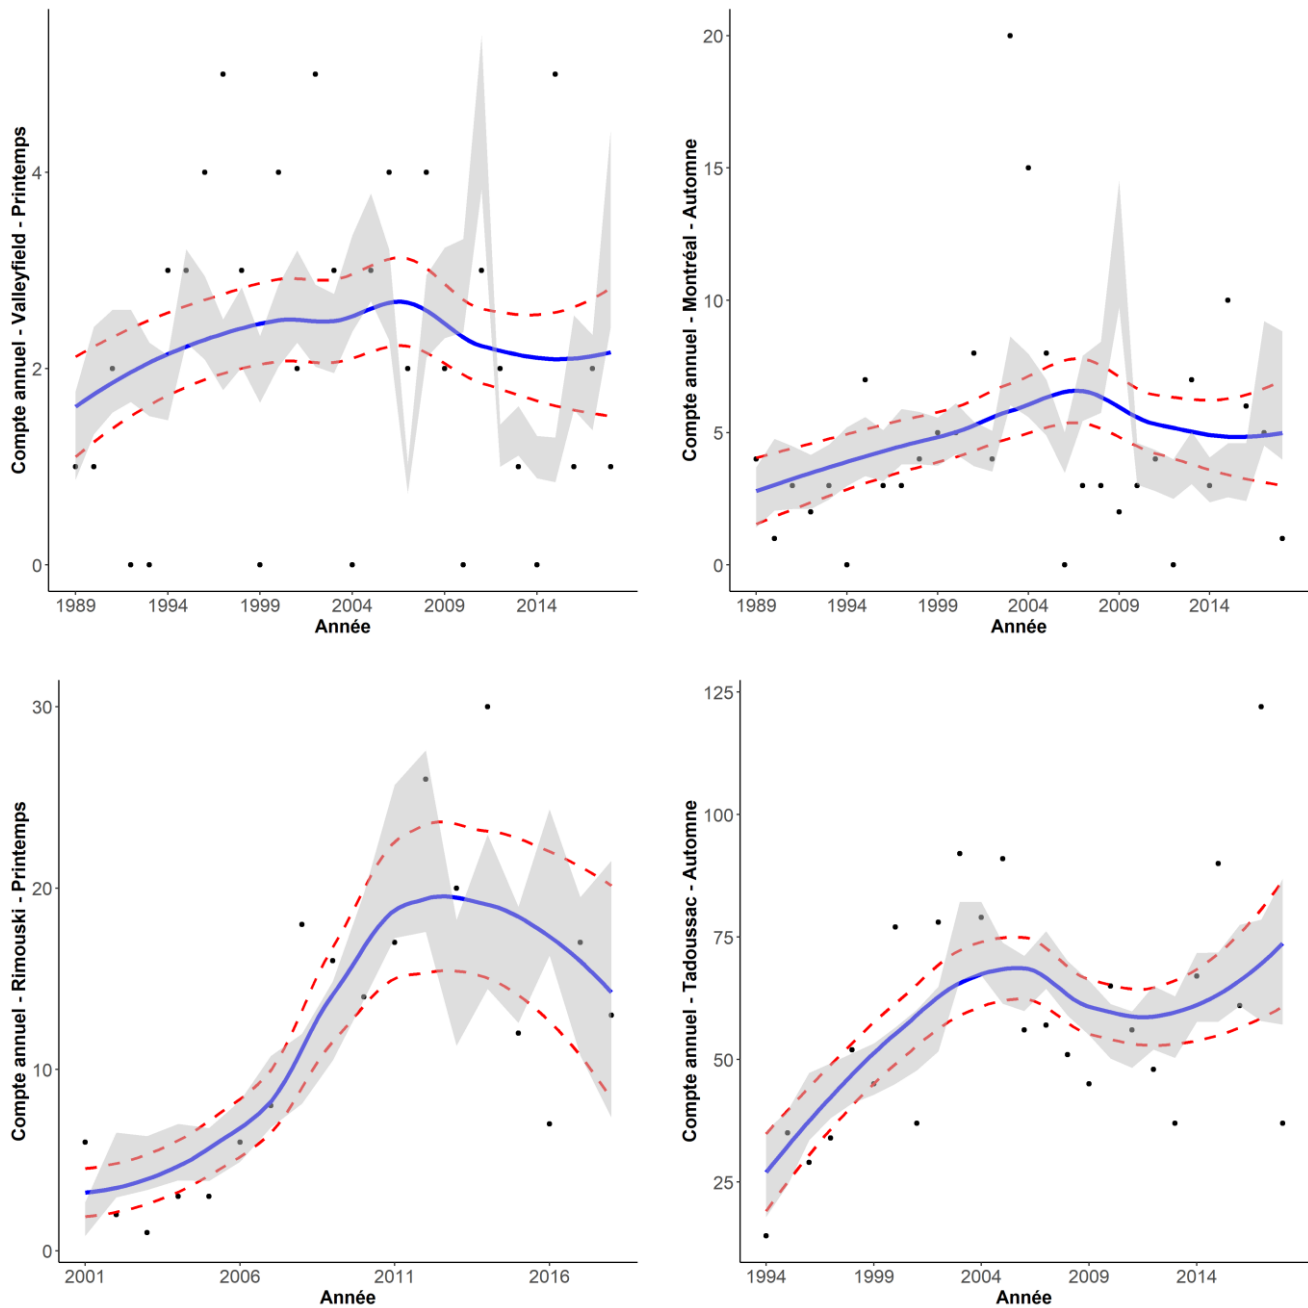 Compte annuel - Valleyfield - Printemps
4
2
0
1989 1994 1999 2004 2009 2014
Année
Compte annuel - Montréal - Automne
20
15
10
5
0
1989 1994 1999 2004 2009 2014
Année
Compte annuel - Rimouski - Printemps
30
20
10
0
2001 2006 2011 2016
Année
Compte annuel - Tadoussac - Automne
125
100
75
50
25
1994 1999 2004 2009 2014
Année